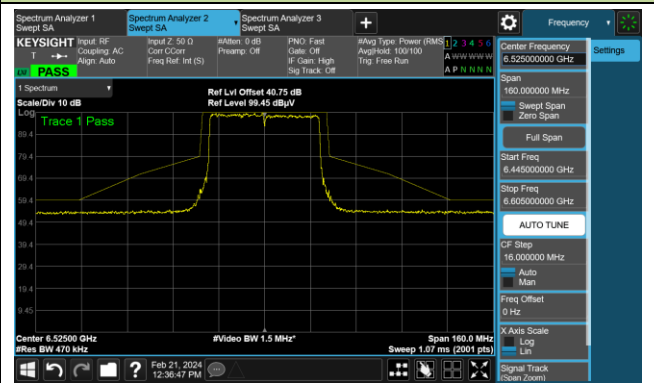 Spectrum Analyzer 1
Swept SA
Spectrum Analyzer 2
Swept SA
Spectrum Analyzer 3
Swept SA
+
Frequency
KEYSIGHT
Input: RF
Coupling: AC
Align: Auto
Input Z: 50 Ω
Corr CCorr
Freq Ref: Int (S)
#Atten: 0 dB
Preamp: Off
PNO: Fast
Gate: Off
IF Gain: High
Sig Track: Off
#Avg Type: Power (RMS
Avg|Hold: 100/100
Trig: Free Run
1 2 3 4 5 6
A W W W W W
A P N N N N
PASS
1 Spectrum
Scale/Div 10 dB
Ref Lvl Offset 40.75 dB
Ref Level 99.45 dBµV
Log
Trace 1 Pass
89.4
79.4
69.4
59.4
49.4
39.4
29.4
19.4
9.45
Center 6.52500 GHz
#Res BW 470 kHz
#Video BW 1.5 MHz*
Span 160.0 MHz
Sweep 1.07 ms (2001 pts)
Feb 21, 2024
12:36:47 PM
Center Frequency
6.525000000 GHz
Settings
Span
160.000000 MHz
Swept Span
Zero Span
Full Span
Start Freq
6.445000000 GHz
Stop Freq
6.605000000 GHz
AUTO TUNE
CF Step
16.000000 MHz
Auto
Man
Freq Offset
0 Hz
X Axis Scale
Log
Lin
Signal Track
(Span Zoom)